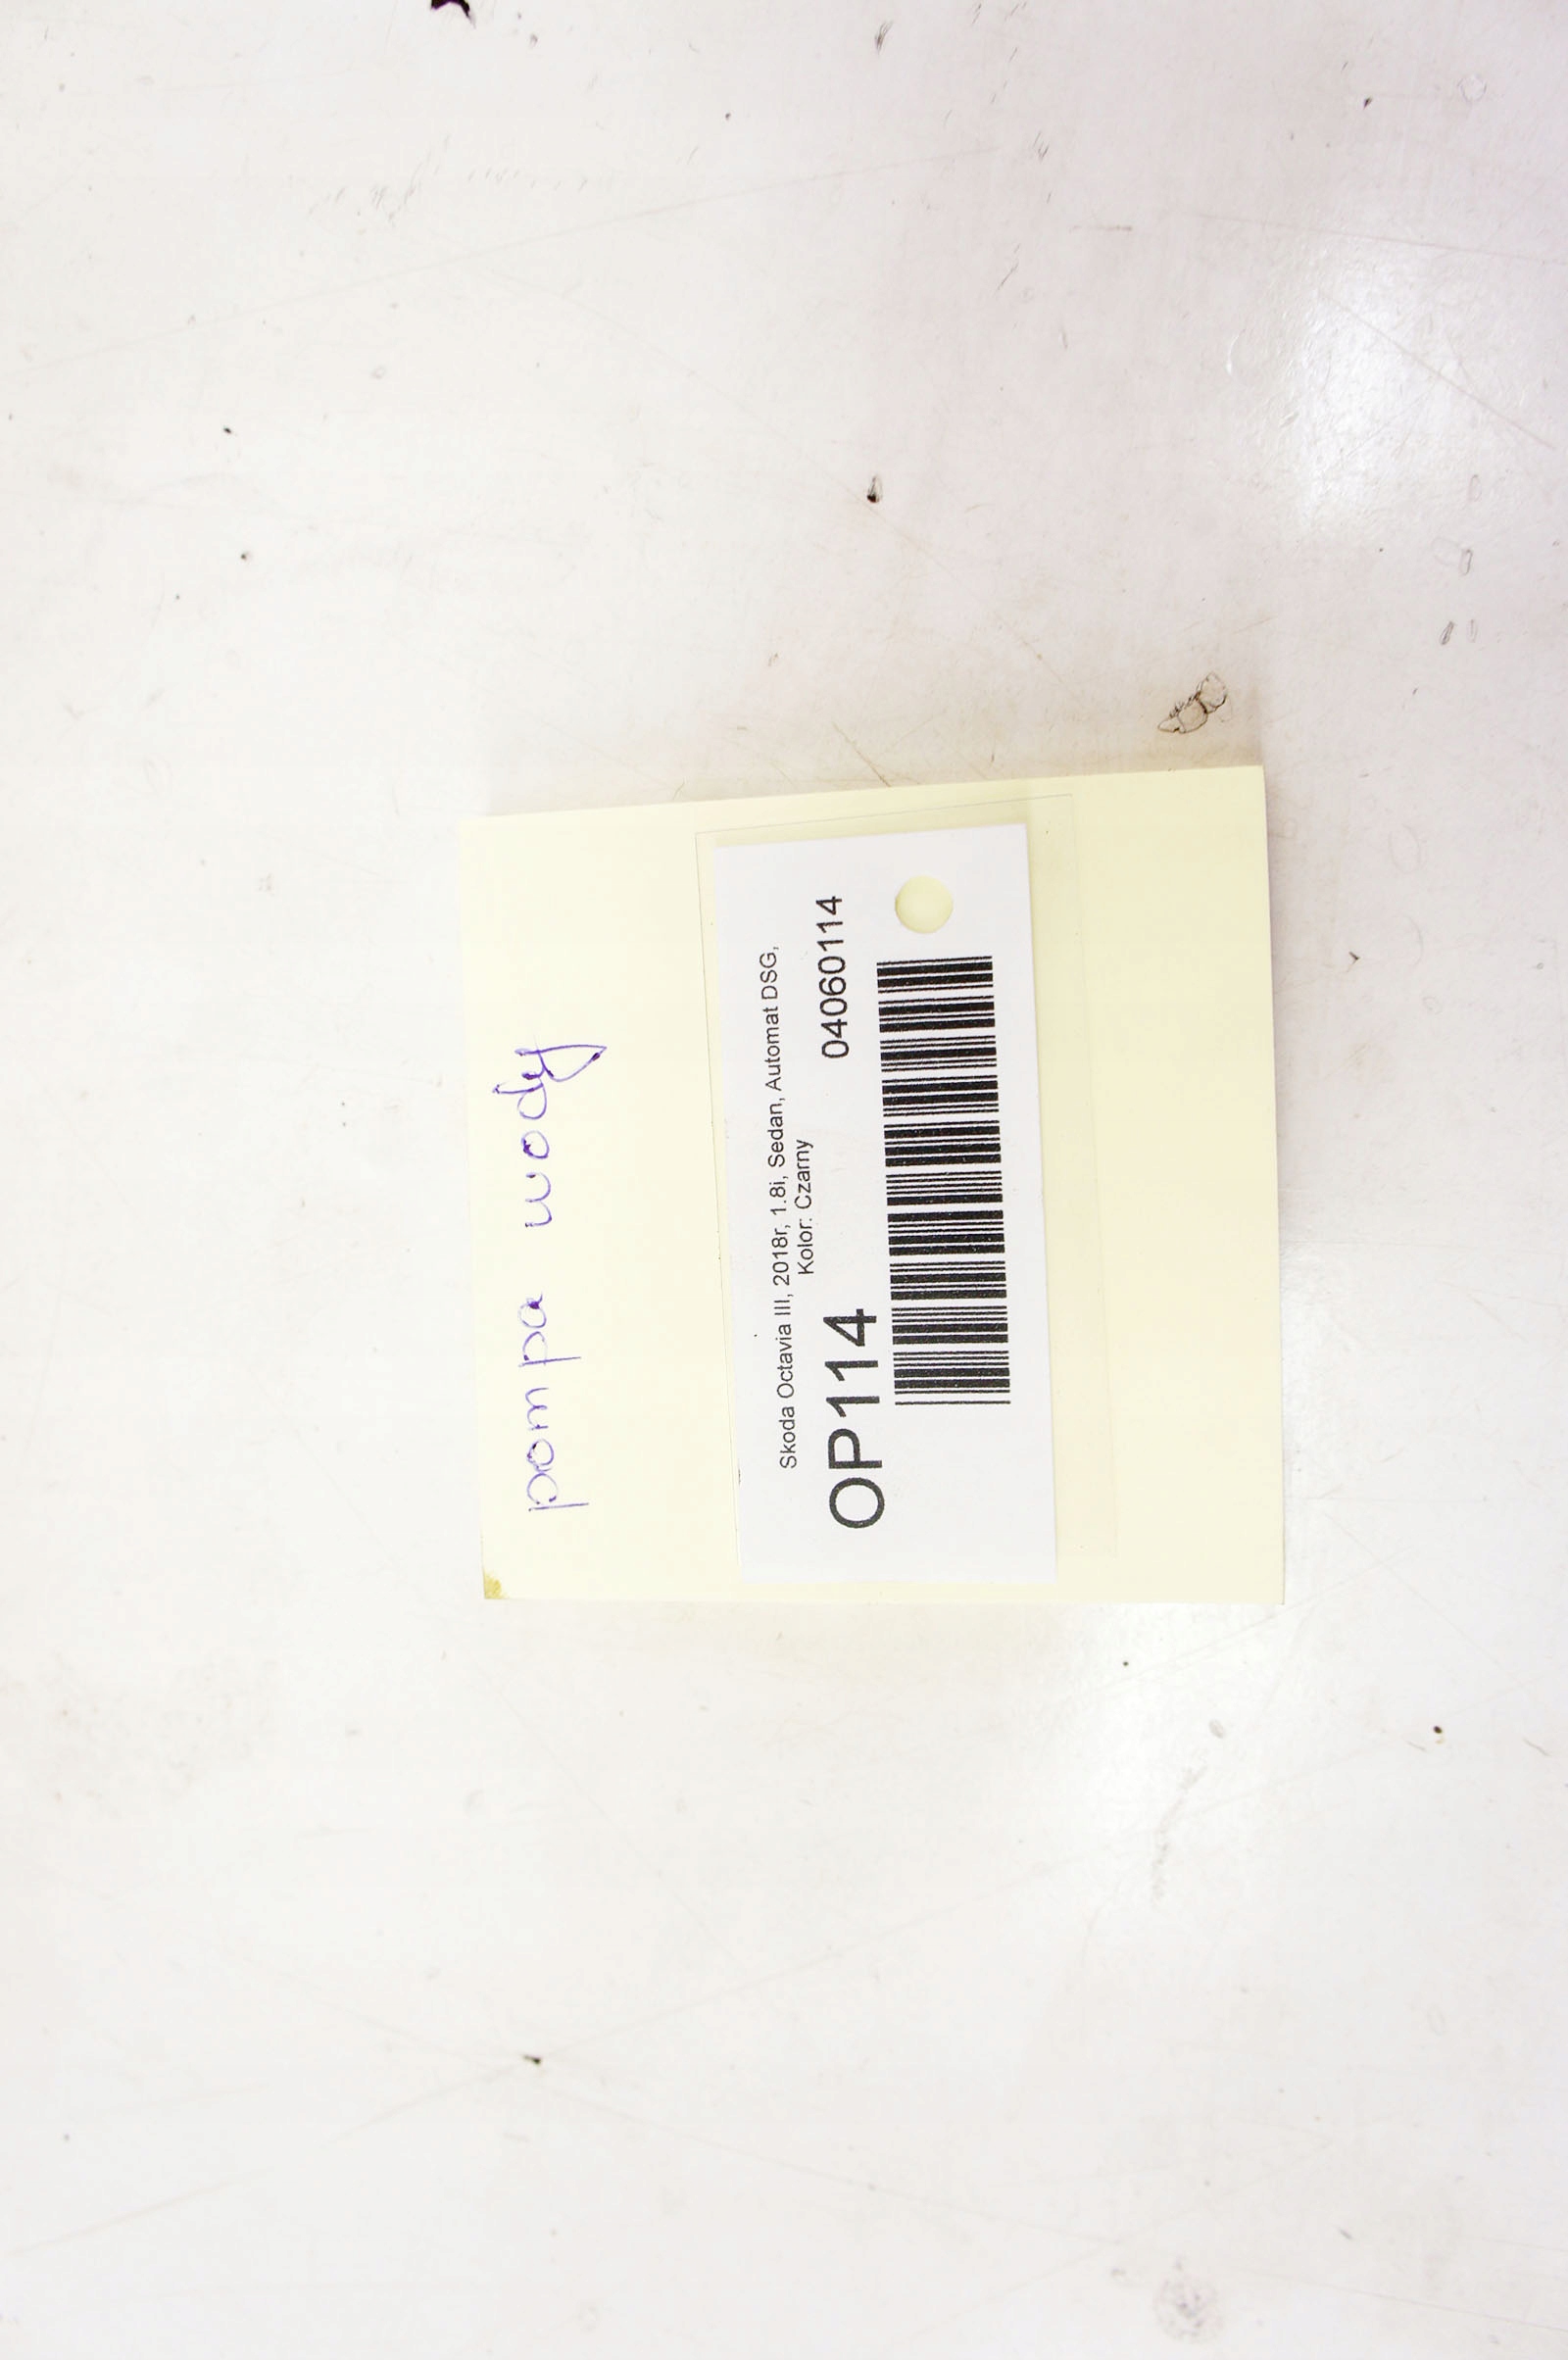 pompa wody
Skoda Octavia III, 2018r, 1.8i, Sedan, Automat DSG,
Kolor: Czarny
OP114 04060114